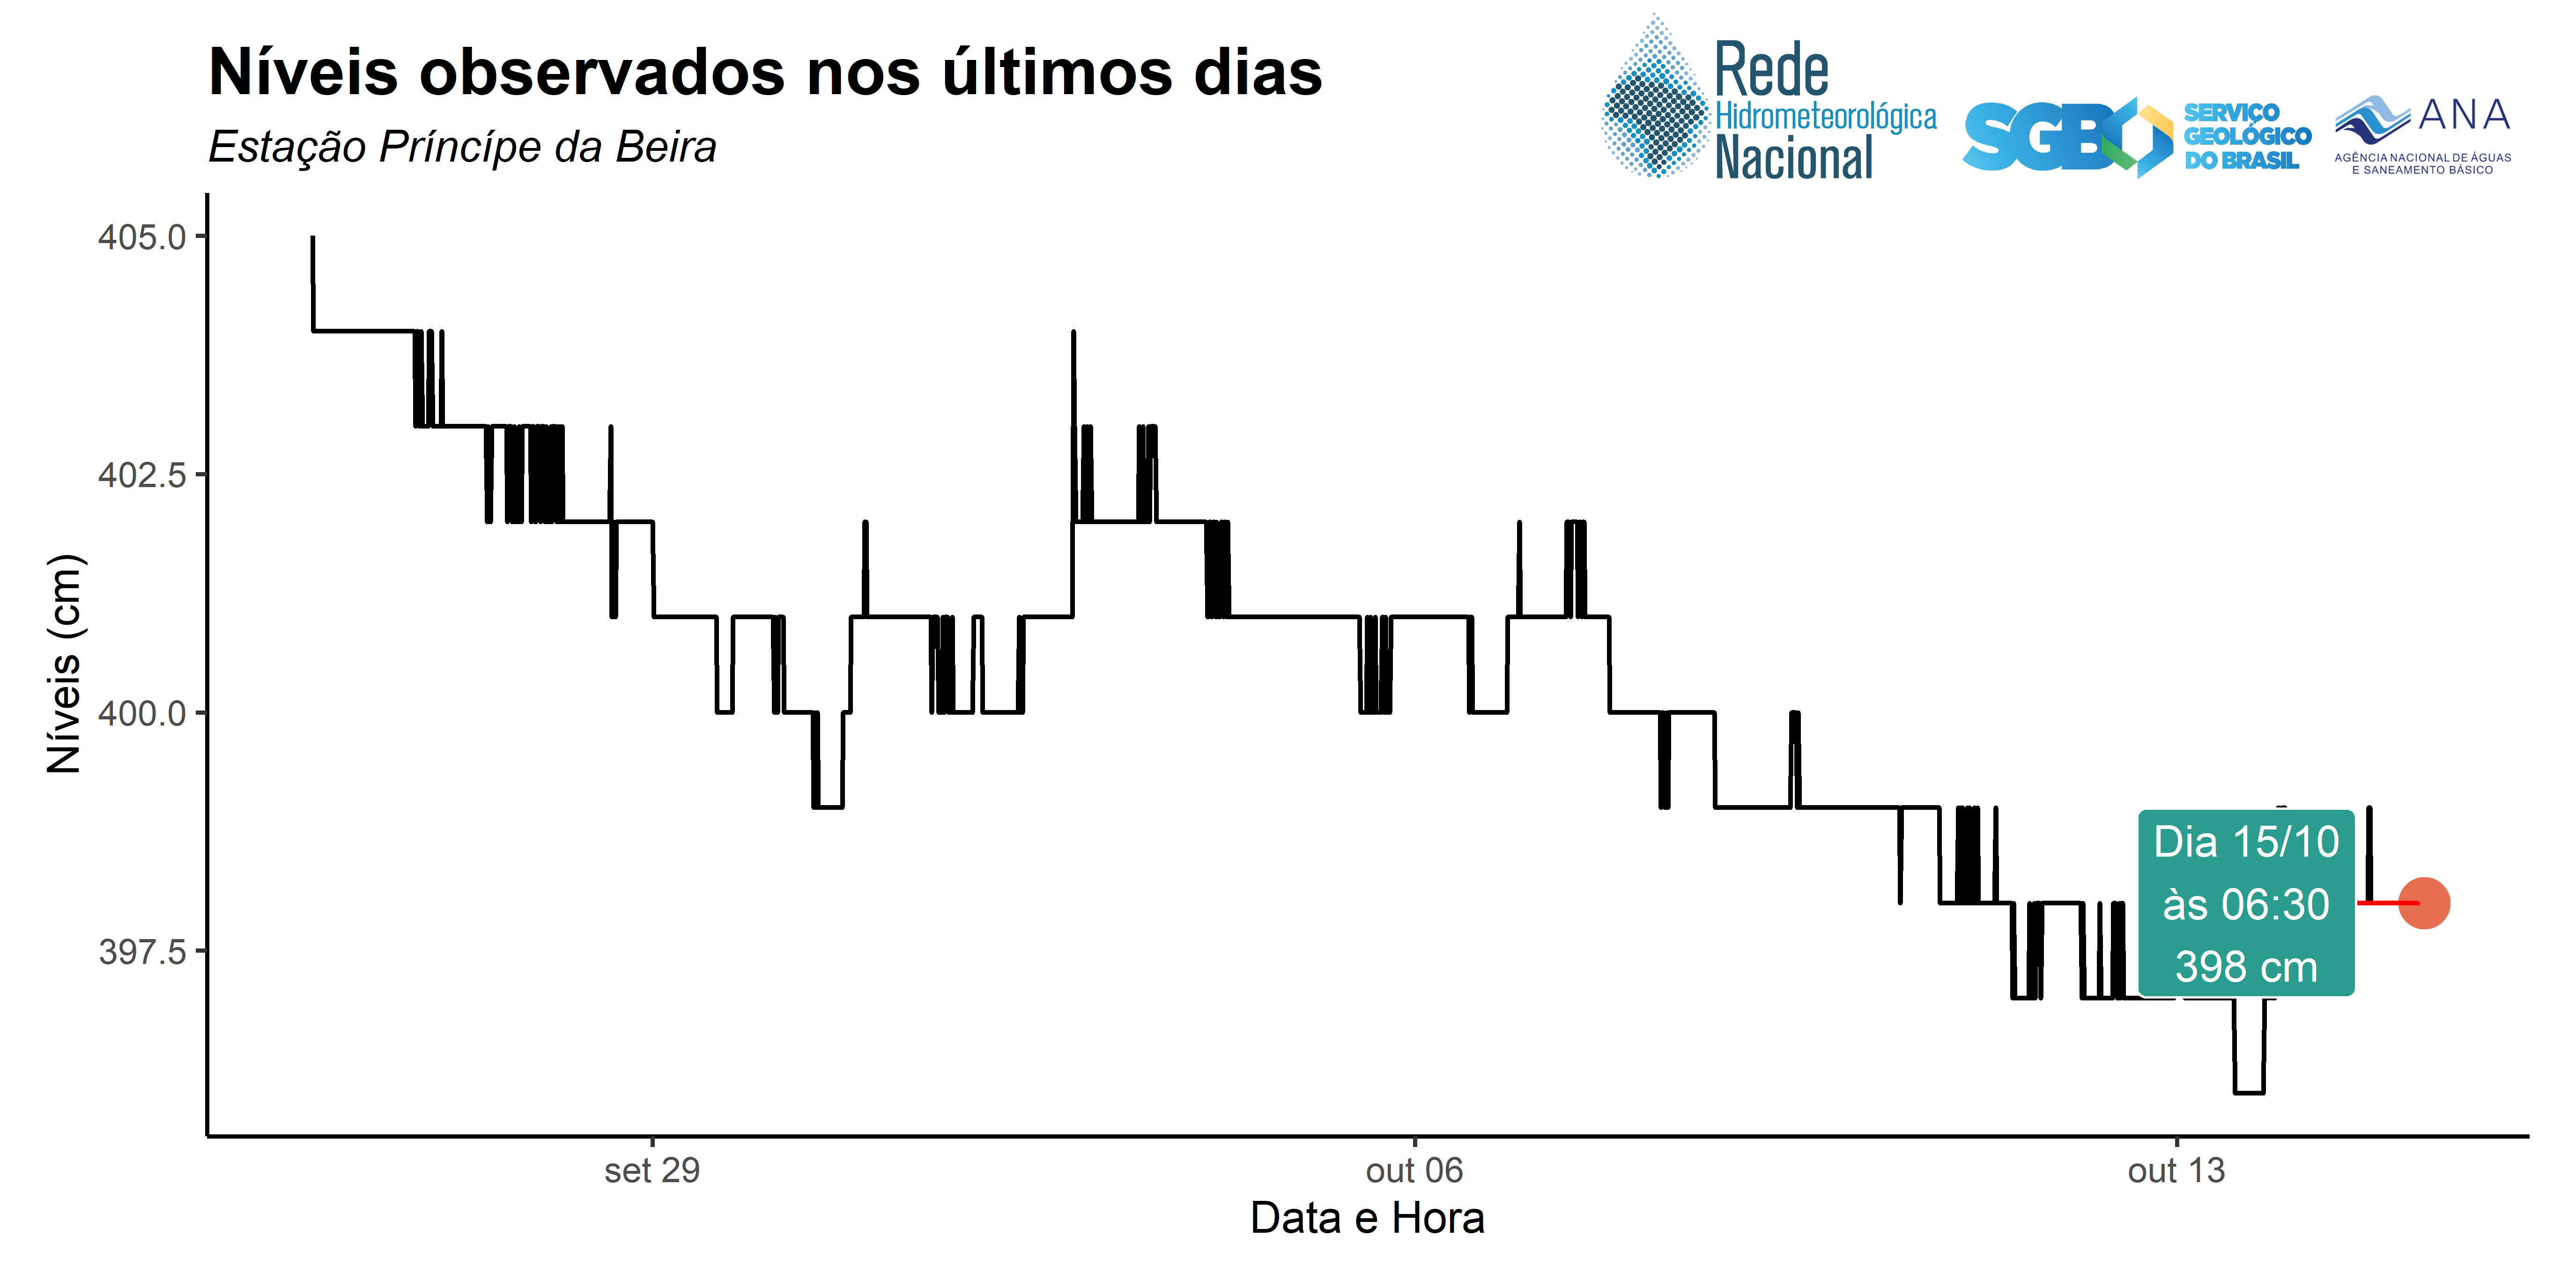 Níveis observados nos últimos dias
Estação Príncípe da Beira
Rede
Hidrometeorológica
Nacional
SGB
SERVIÇO
GEOLÓGICO
DO BRASIL
ANA
AGÊNCIA NACIONAL DE ÁGUAS
E SANEAMENTO BÁSICO
Níveis (cm)
405.0
402.5
400.0
397.5
Dia 15/10
às 06:30
398 cm
set 29
out 06
out 13
Data e Hora